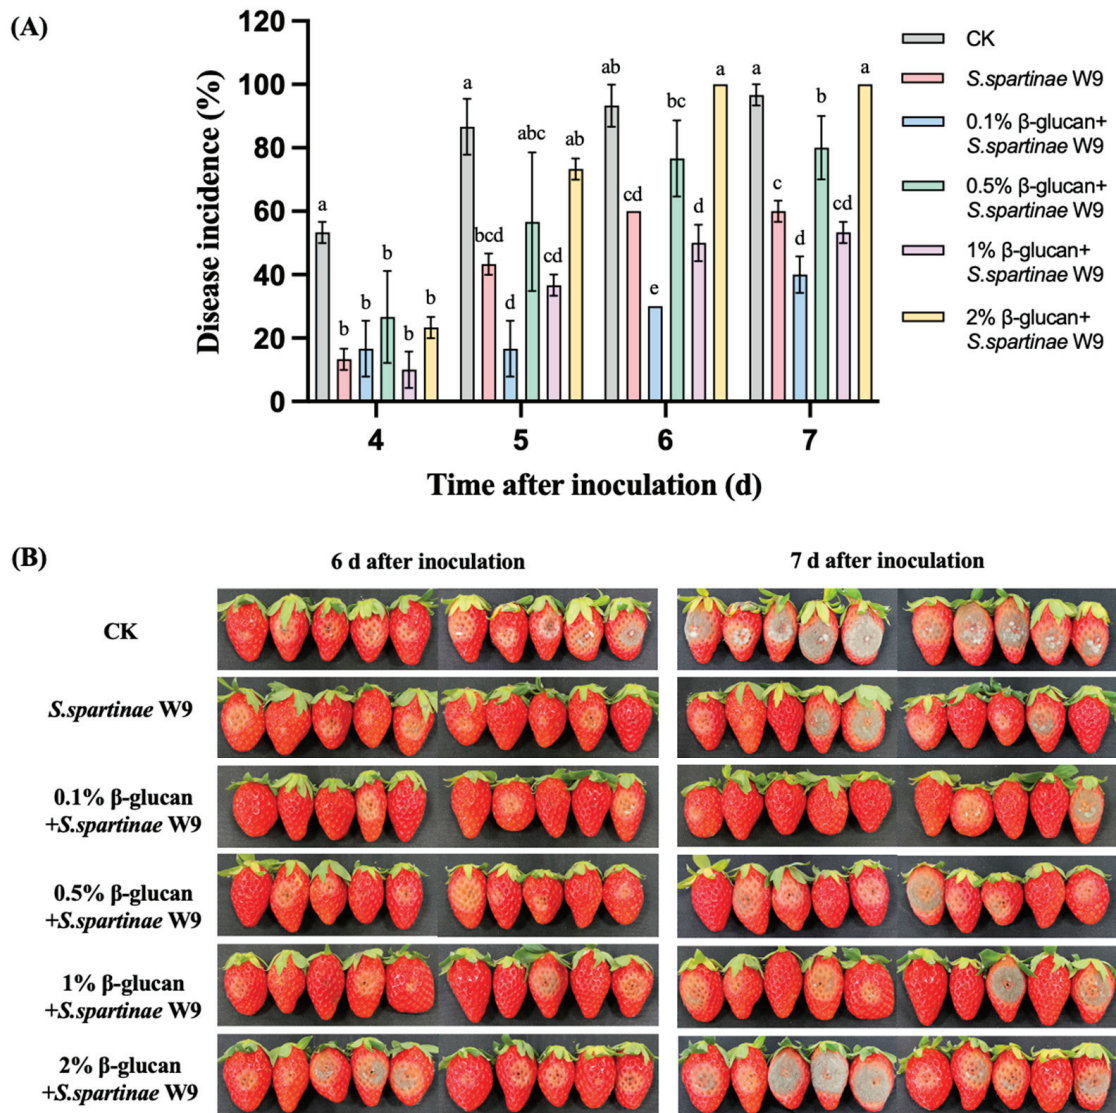 (A)
120
100
80
60
40
20
0
Disease incidence (%)
a
b
b
b
b
b
a
bcd
d
abc
cd
ab
ab
cd
e
bc
d
a
a
c
d
b
cd
a
4
5
6
7
Time after inoculation (d)
CK
S.spartinae W9
0.1% β-glucan+
S.spartinae W9
0.5% β-glucan+
S.spartinae W9
1% β-glucan+
S.spartinae W9
2% β-glucan+
S.spartinae W9
(B)
6 d after inoculation
7 d after inoculation
CK
S.spartinae W9
0.1% β-glucan
+S.spartinae W9
0.5% β-glucan
+S.spartinae W9
1% β-glucan
+S.spartinae W9
2% β-glucan
+S.spartinae W9